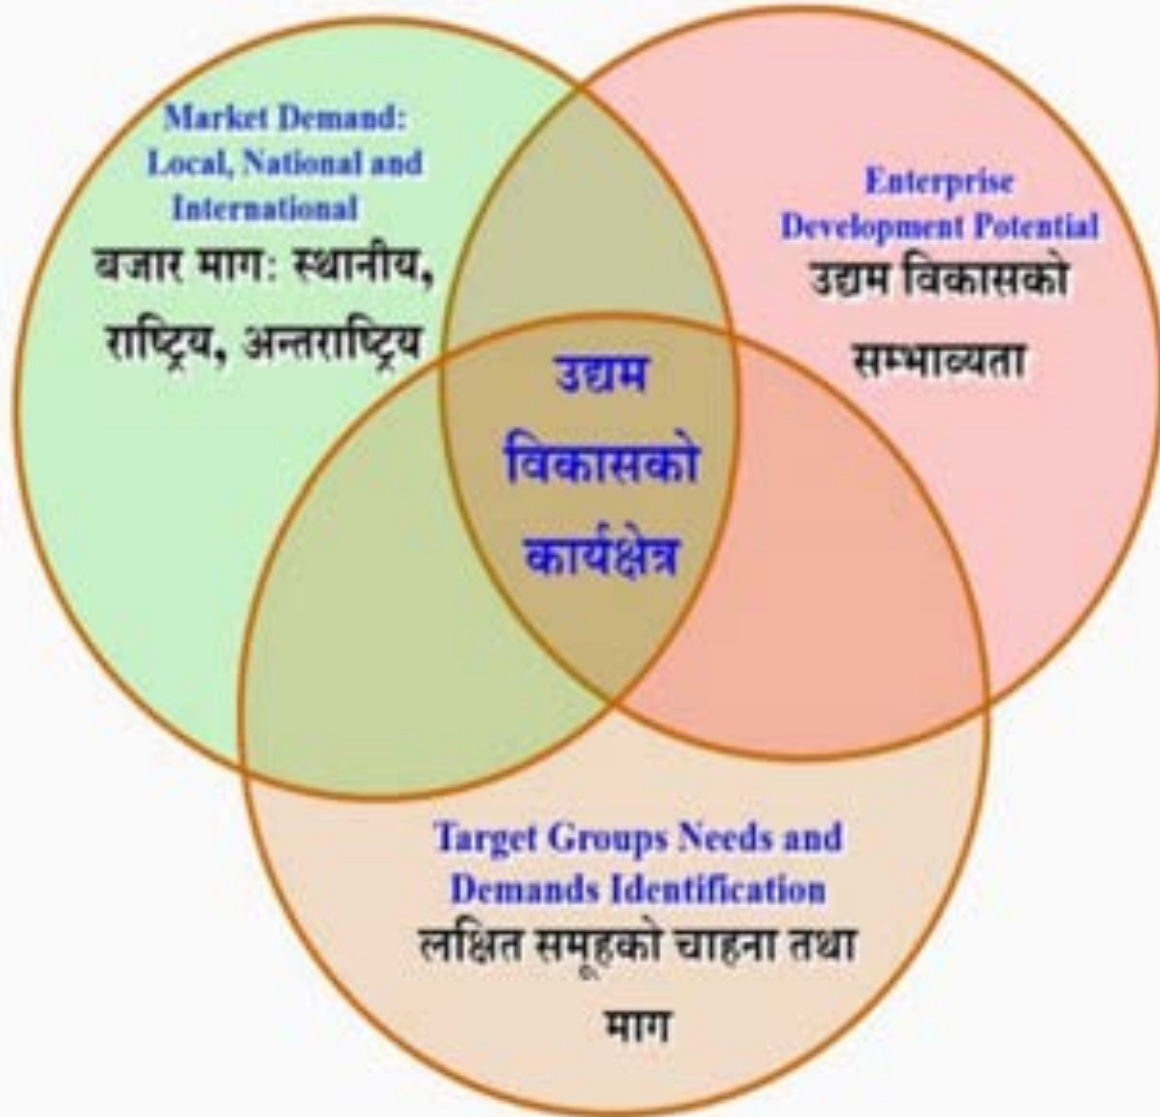 Market Demand:
Local, National and
International
बजार माग: स्थानीय,
राष्ट्रिय, अन्तराष्ट्रिय
Enterprise
Development Potential
उद्यम विकासको
सम्भाव्यता
उद्यम
विकासको
कार्यक्षेत्र
Target Groups Needs and
Demands Identification
लक्षित समूहको चाहना तथा
माग